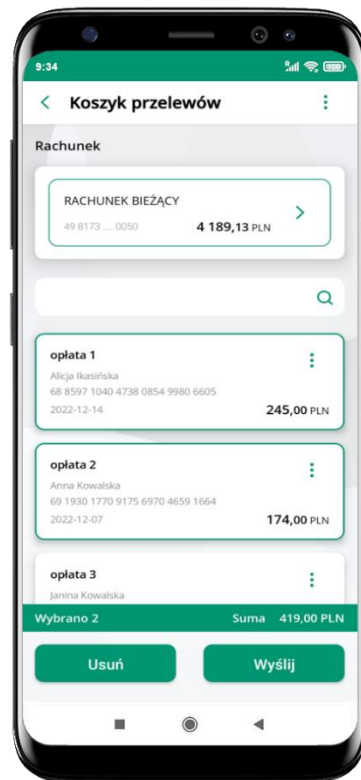 9:34
Koszyk przelewów
Rachunek
RACHUNEK BIEŻĄCY
49 8173 ... 0050 4 189,13 PLN
opłata 1
Alicja Ikasińska
68 8597 1040 4738 0854 9980 6605
2022-12-14 245,00 PLN
opłata 2
Anna Kowalska
69 1930 1770 9175 6970 4659 1664
2022-12-07 174,00 PLN
opłata 3
Janina Kowalska
Wybrano 2 Suma 419,00 PLN
Usuń Wyślij